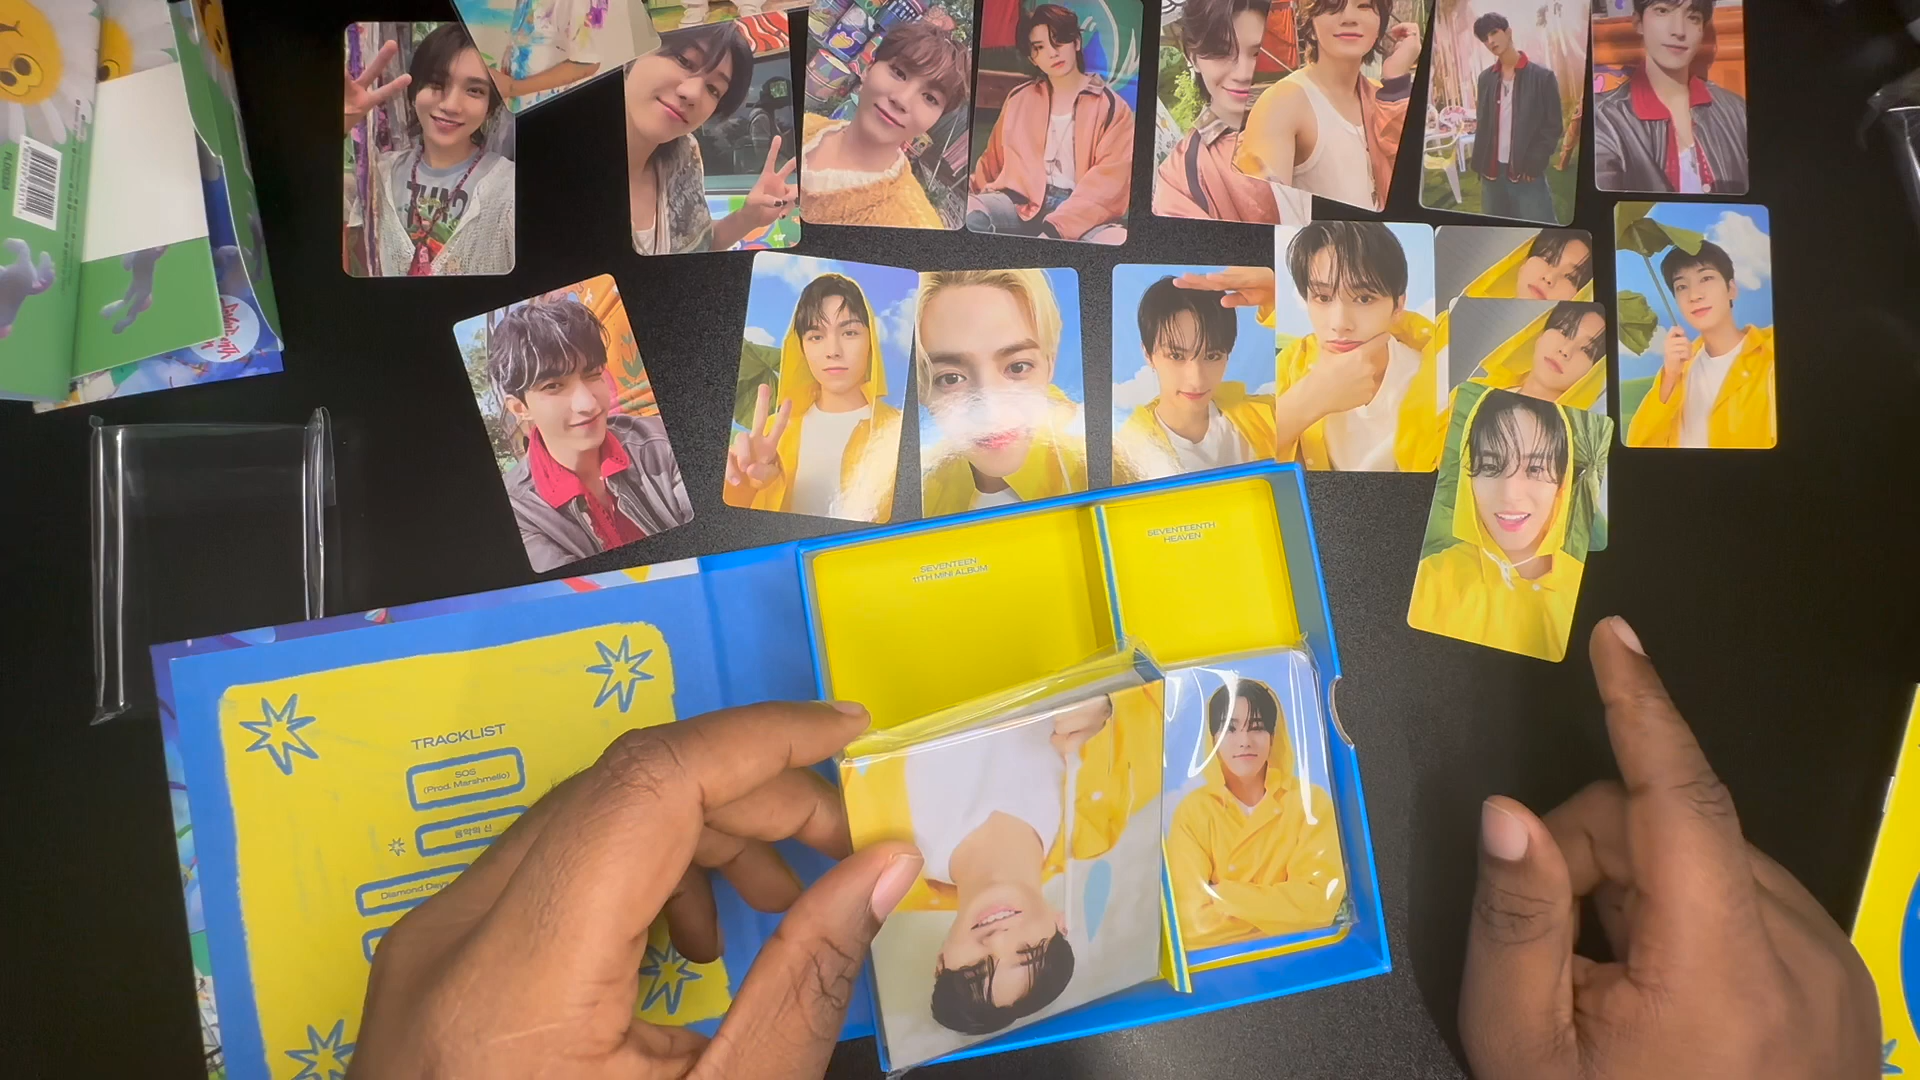 SEVENTEEN
11TH MINI ALBUM
SEVENTEENTH
HEAVEN
TRACKLIST
SOS
(Prod. Marshmello)
음악의 신
Diamond Days